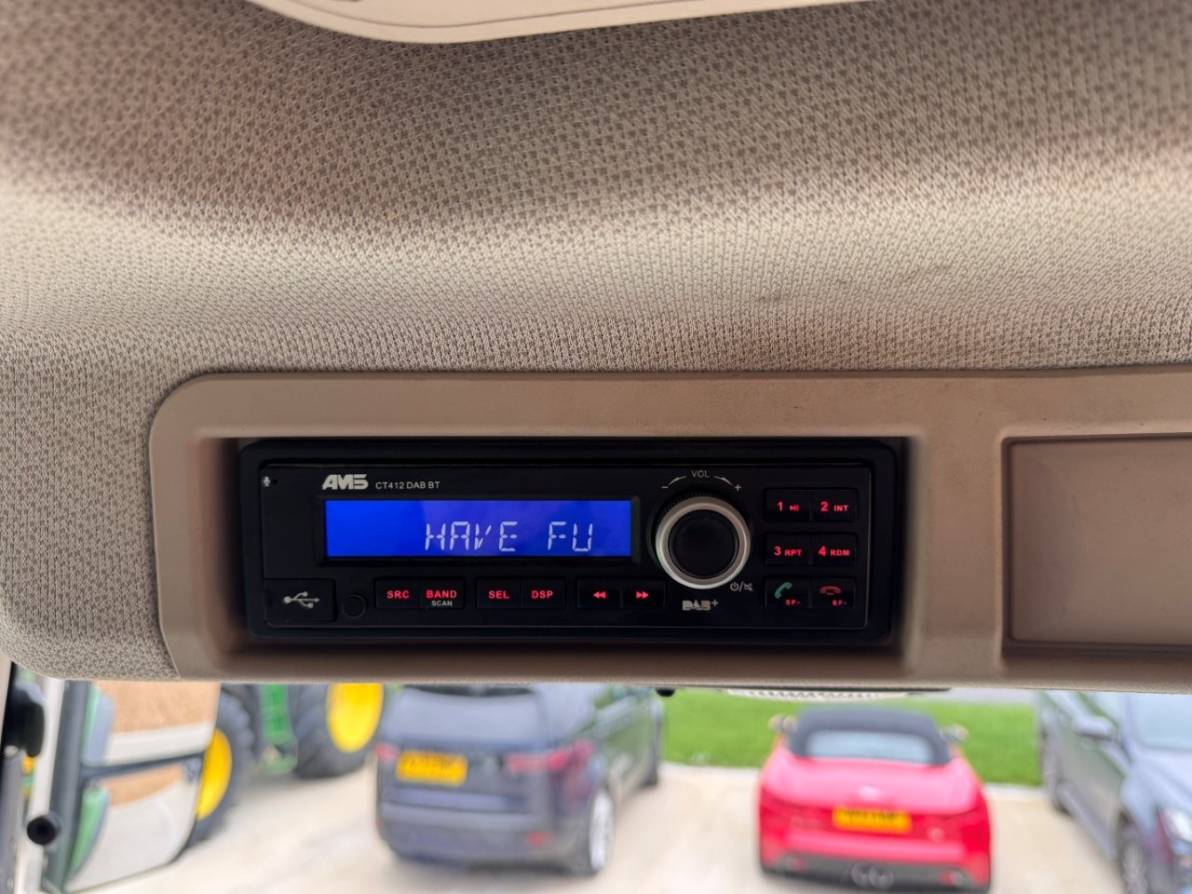 VOL
- +
AMS CT412 DAB BT
HAVE FU
1 MI 2 INT
3 RPT 4 RDM
SRC BAND SEL DSP
SCAN
DAB+